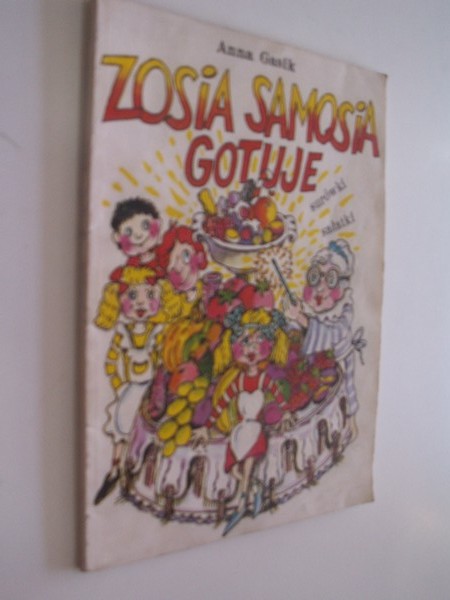 Anna Gasik
ZOSiA SAMOSiA
GOTUJE
surówki
sałatki